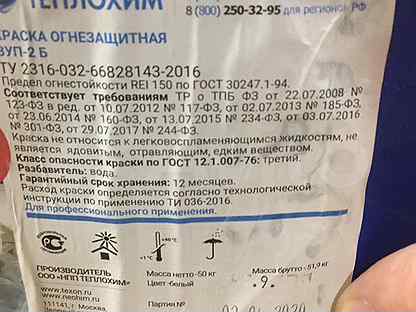 ТЕПЛОХИМ
8 (800) 250-32-95 для регионов РФ
КРАСКА ОГНЕЗАЩИТНАЯ
ВУП-2 Б
ТУ 2316-032-66828143-2016
Предел огнестойкости REI 150 по ГОСТ 30247.1-94.
Соответствует требованиям ТР о ТПБ ФЗ от 22.07.2008 №
123-ФЗ в ред. от 10.07.2012 № 117-ФЗ, от 02.07.2013 № 185-ФЗ,
от 23.06.2014 № 160-ФЗ, от 13.07.2015 № 234-ФЗ, от 03.07.2016
№ 301-ФЗ, от 29.07.2017 № 244-ФЗ.
Краска не относится к легковоспламеняющимся жидкостям, не
является ядовитым, отравляющим, едким веществом.
Класс опасности краски по ГОСТ 12.1.007-76: третий.
Разбавитель: вода.
Гарантийный срок хранения: 12 месяцев.
Расход краски определяется согласно технологической
инструкции по применению ТИ 036-2016.
Для профессионального применения.
ПРОИЗВОДИТЕЛЬ
ООО «НПП ТЕПЛОХИМ»
Масса нетто -50 кг
Масса брутто - 51,9 кг
Цвет -белый
.9.
www.texon.ru
www.neohim.ru
111141, г. Москва
Партия №